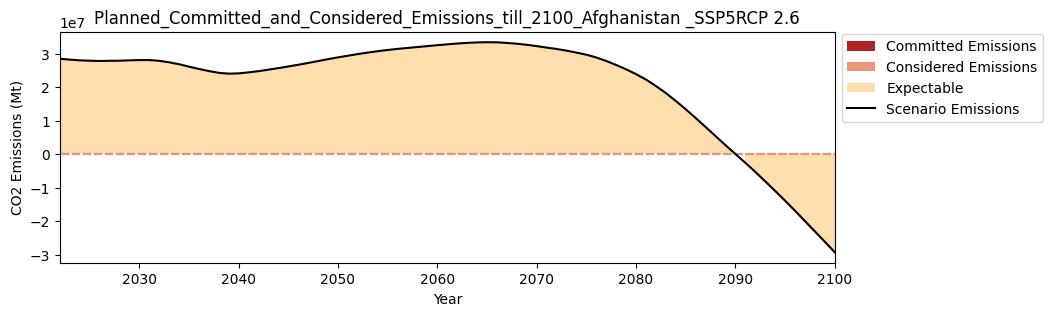 Planned_Committed_and_Considered_Emissions_till_2100_Afghanistan _SSP5RCP 2.6
1e7
3
2
1
0
−1
−2
−3
CO2 Emissions (Mt)
2030 2040 2050 2060 2070 2080 2090 2100
Year
Committed Emissions
Considered Emissions
Expectable
Scenario Emissions